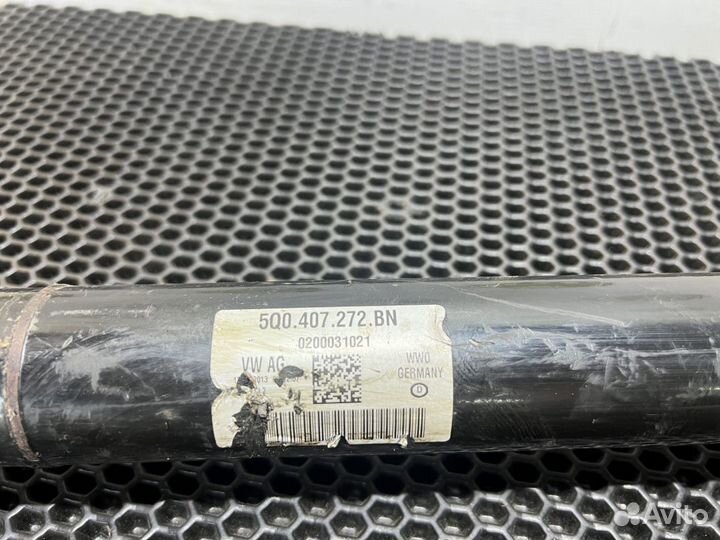 5Q0.407.272.BN
0200031021
VW AG
WWO
GERMANY
D
Avito